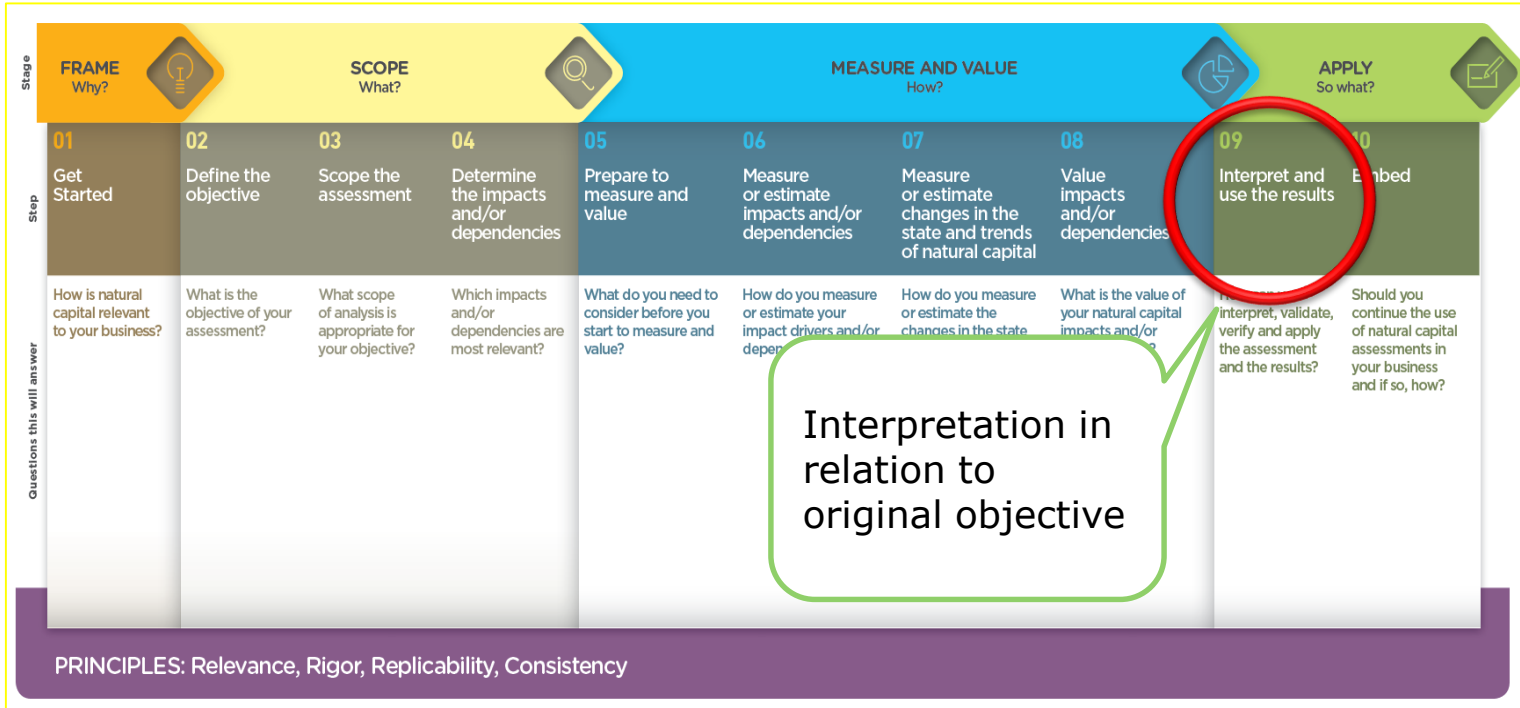 Stage
FRAME
Why?
SCOPE
What?
MEASURE AND VALUE
How?
APPLY
So what?
Step
01
Get
Started
02
Define the
objective
03
Scope the
assessment
04
Determine
the impacts
and/or
dependencies
05
Prepare to
measure and
value
06
Measure
or estimate
impacts and/or
dependencies
07
Measure
or estimate
changes in the
state and trends
of natural capital
08
Value
impacts
and/or
dependencies
09
Interpret and
use the results
10
Embed
Questions this will answer
How is natural
capital relevant
to your business?
What is the
objective of your
assessment?
What scope
of analysis is
appropriate for
your objective?
Which impacts
and/or
dependencies are
most relevant?
What do you need to
consider before you
start to measure and
value?
How do you measure
or estimate your
impact drivers and/or
How do you measure
or estimate the
changes in the state
What is the value of
your natural capital
impacts and/or
interpret, validate,
verify and apply
the assessment
and the results?
Should you
continue the use
of natural capital
assessments in
your business
and if so, how?
Interpretation in
relation to
original objective
PRINCIPLES: Relevance, Rigor, Replicability, Consistency